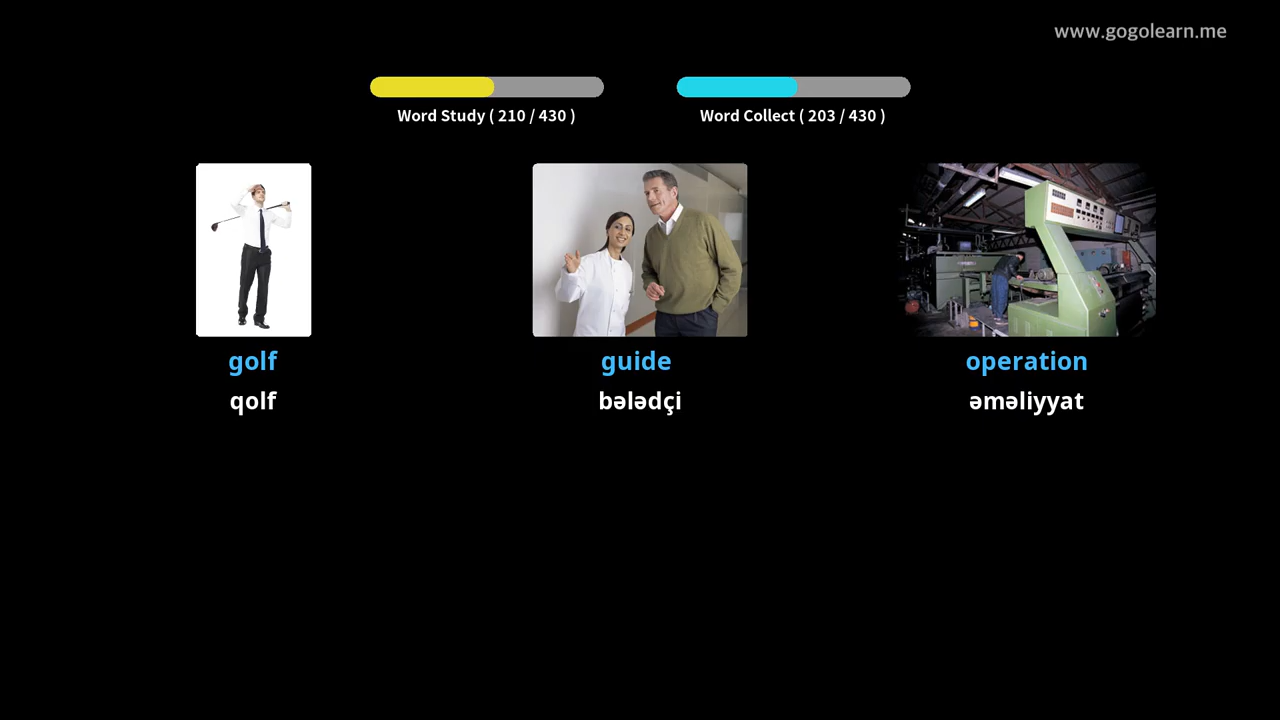 www.gogolearn.me
Word Study ( 210 / 430 )
Word Collect ( 203 / 430 )
golf
guide
operation
qolf
bələdçi
əməliyyat